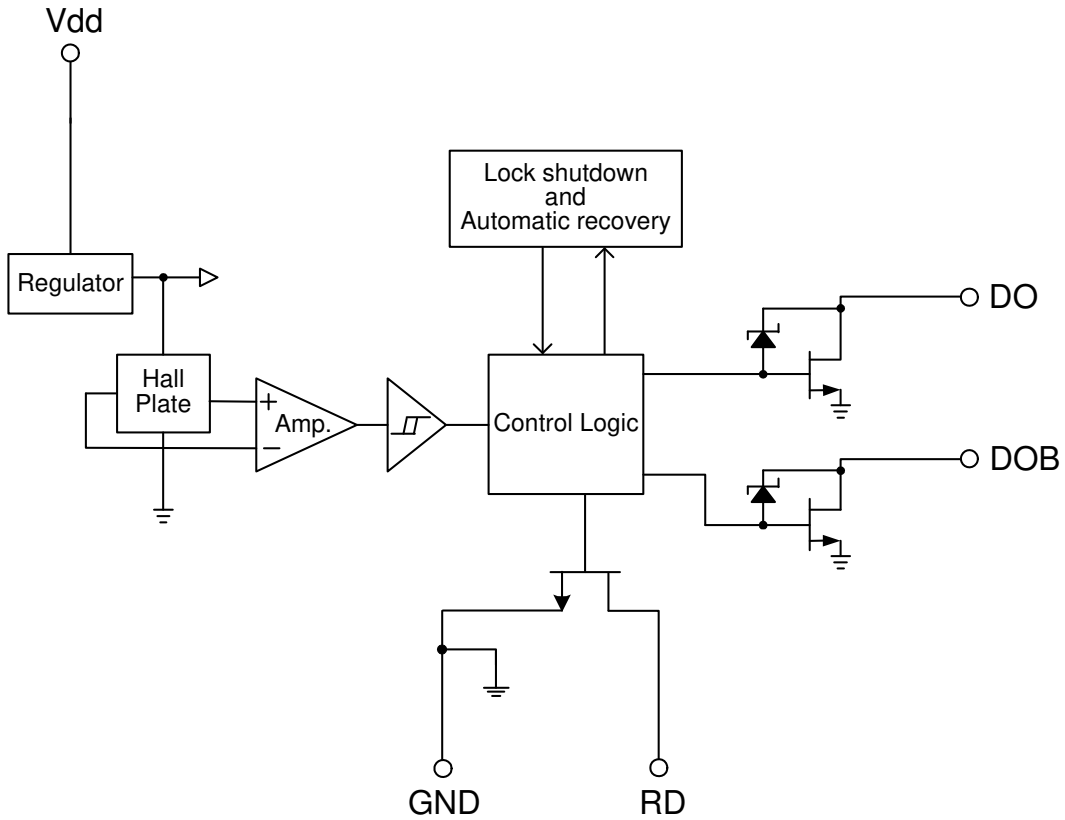 Vdd
Lock shutdown
and
Automatic recovery
Regulator
DO
Hall
Plate
+
Amp.
−
Control Logic
DOB
GND
RD